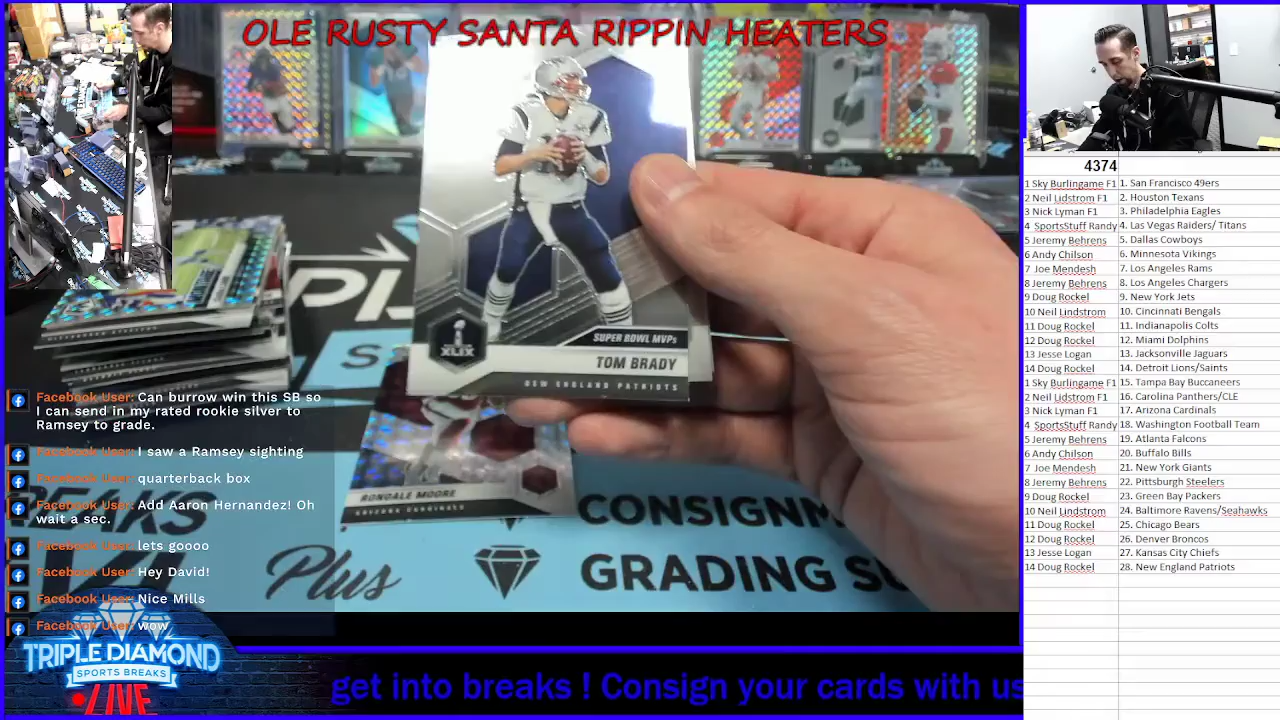 OLE RUSTY SANTA RIPPIN HEATERS
SUPER BOWL MVPs
TOM BRADY
NEW ENGLAND PATRIOTS
XLIX
RONDALE MOORE
ARIZONA CARDINALS
PL
S
BREAKS
Plus
CONSIGNM
GRADING SU
Facebook User: Can burrow win this SB so
I can send in my rated rookie silver to
Ramsey to grade.
Facebook User: I saw a Ramsey sighting
Facebook User: quarterback box
Facebook User: Add Aaron Hernandez! Oh
wait a sec.
Facebook User: lets goooo
Facebook User: Hey David!
Facebook User: Nice Mills
Facebook User: wow
TRIPLE DIAMOND
SPORTS BREAKS
LIVE
get into breaks ! Consign your cards with us
4374
1 Sky Burlingame F1 1. San Francisco 49ers
2 Neil Lidstrom F1 2. Houston Texans
3 Nick Lyman F1 3. Philadelphia Eagles
4 SportsStuff Randy 4. Las Vegas Raiders/ Titans
5 Jeremy Behrens 5. Dallas Cowboys
6 Andy Chilson 6. Minnesota Vikings
7 Joe Mendesh 7. Los Angeles Rams
8 Jeremy Behrens 8. Los Angeles Chargers
9 Doug Rockel 9. New York Jets
10 Neil Lindstrom 10. Cincinnati Bengals
11 Doug Rockel 11. Indianapolis Colts
12 Doug Rockel 12. Miami Dolphins
13 Jesse Logan 13. Jacksonville Jaguars
14 Doug Rockel 14. Detroit Lions/Saints
1 Sky Burlingame F1 15. Tampa Bay Buccaneers
2 Neil Lidstrom F1 16. Carolina Panthers/CLE
3 Nick Lyman F1 17. Arizona Cardinals
4 SportsStuff Randy 18. Washington Football Team
5 Jeremy Behrens 19. Atlanta Falcons
6 Andy Chilson 20. Buffalo Bills
7 Joe Mendesh 21. New York Giants
8 Jeremy Behrens 22. Pittsburgh Steelers
9 Doug Rockel 23. Green Bay Packers
10 Neil Lindstrom 24. Baltimore Ravens/Seahawks
11 Doug Rockel 25. Chicago Bears
12 Doug Rockel 26. Denver Broncos
13 Jesse Logan 27. Kansas City Chiefs
14 Doug Rockel 28. New England Patriots